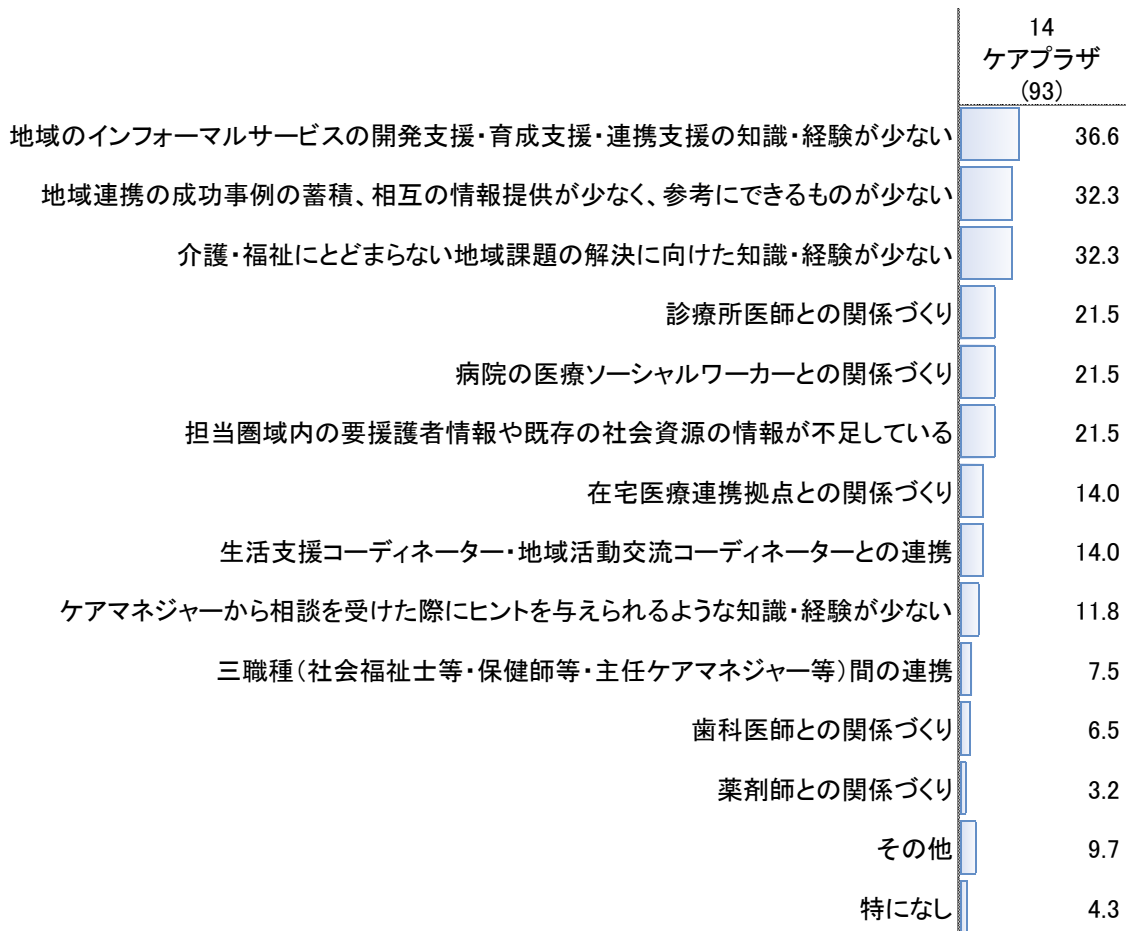 14
ケアプラザ
(93)
地域のインフォーマルサービスの開発支援・育成支援・連携支援の知識・経験が少ない 36.6
地域連携の成功事例の蓄積、相互の情報提供が少なく、参考にできるものが少ない 32.3
介護・福祉にとどまらない地域課題の解決に向けた知識・経験が少ない 32.3
診療所医師との関係づくり 21.5
病院の医療ソーシャルワーカーとの関係づくり 21.5
担当圏域内の要援護者情報や既存の社会資源の情報が不足している 21.5
在宅医療連携拠点との関係づくり 14.0
生活支援コーディネーター・地域活動交流コーディネーターとの連携 14.0
ケアマネジャーから相談を受けた際にヒントを与えられるような知識・経験が少ない 11.8
三職種（社会福祉士等・保健師等・主任ケアマネジャー等）間の連携 7.5
歯科医師との関係づくり 6.5
薬剤師との関係づくり 3.2
その他 9.7
特になし 4.3